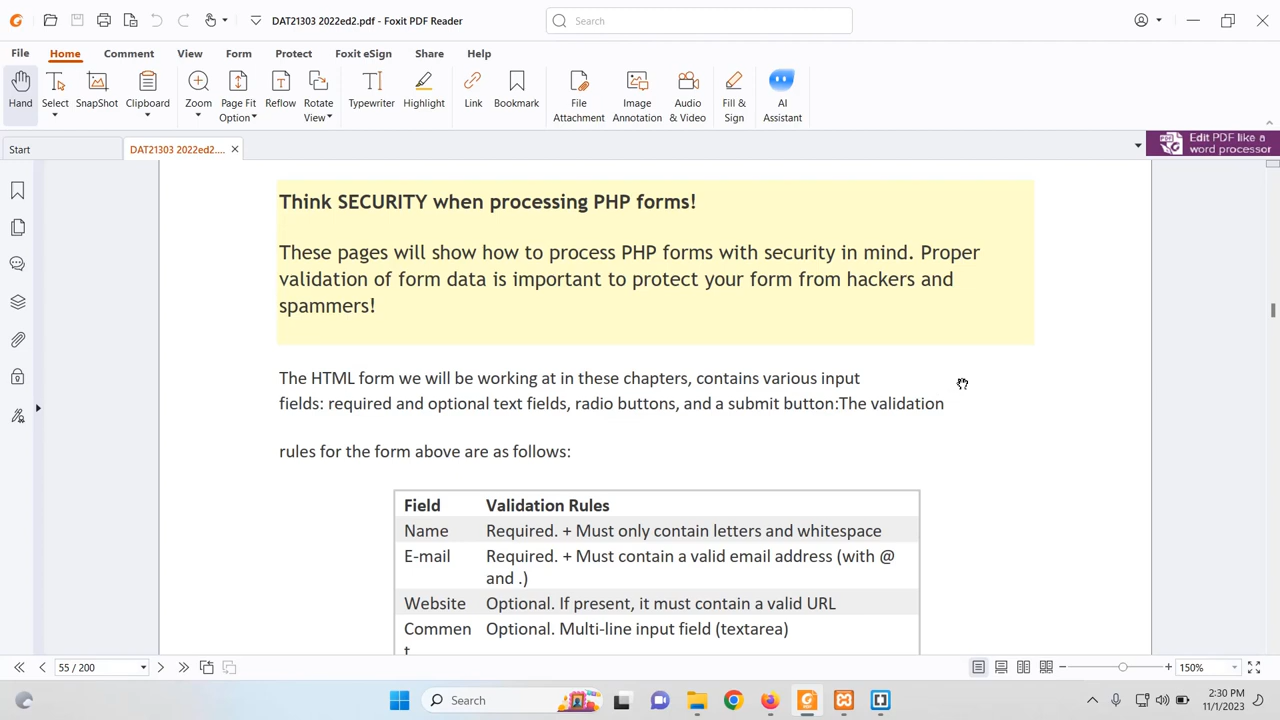 DAT21303 2022ed2.pdf - Foxit PDF Reader
Search
File Home Comment View Form Protect Foxit eSign Share Help
Hand Select SnapShot Clipboard Zoom Page Fit Option Reflow Rotate View Typewriter Highlight Link Bookmark File Attachment Image Annotation Audio & Video Fill & Sign AI Assistant
Start DAT21303 2022ed2....
Edit PDF like a
word processor
Think SECURITY when processing PHP forms!
These pages will show how to process PHP forms with security in mind. Proper
validation of form data is important to protect your form from hackers and
spammers!
The HTML form we will be working at in these chapters, contains various input
fields: required and optional text fields, radio buttons, and a submit button:The validation
rules for the form above are as follows:
Field Validation Rules
Name Required. + Must only contain letters and whitespace
E-mail Required. + Must contain a valid email address (with @
and .)
Website Optional. If present, it must contain a valid URL
Commen Optional. Multi-line input field (textarea)
t
55 / 200
150%
Search
2:30 PM
11/1/2023